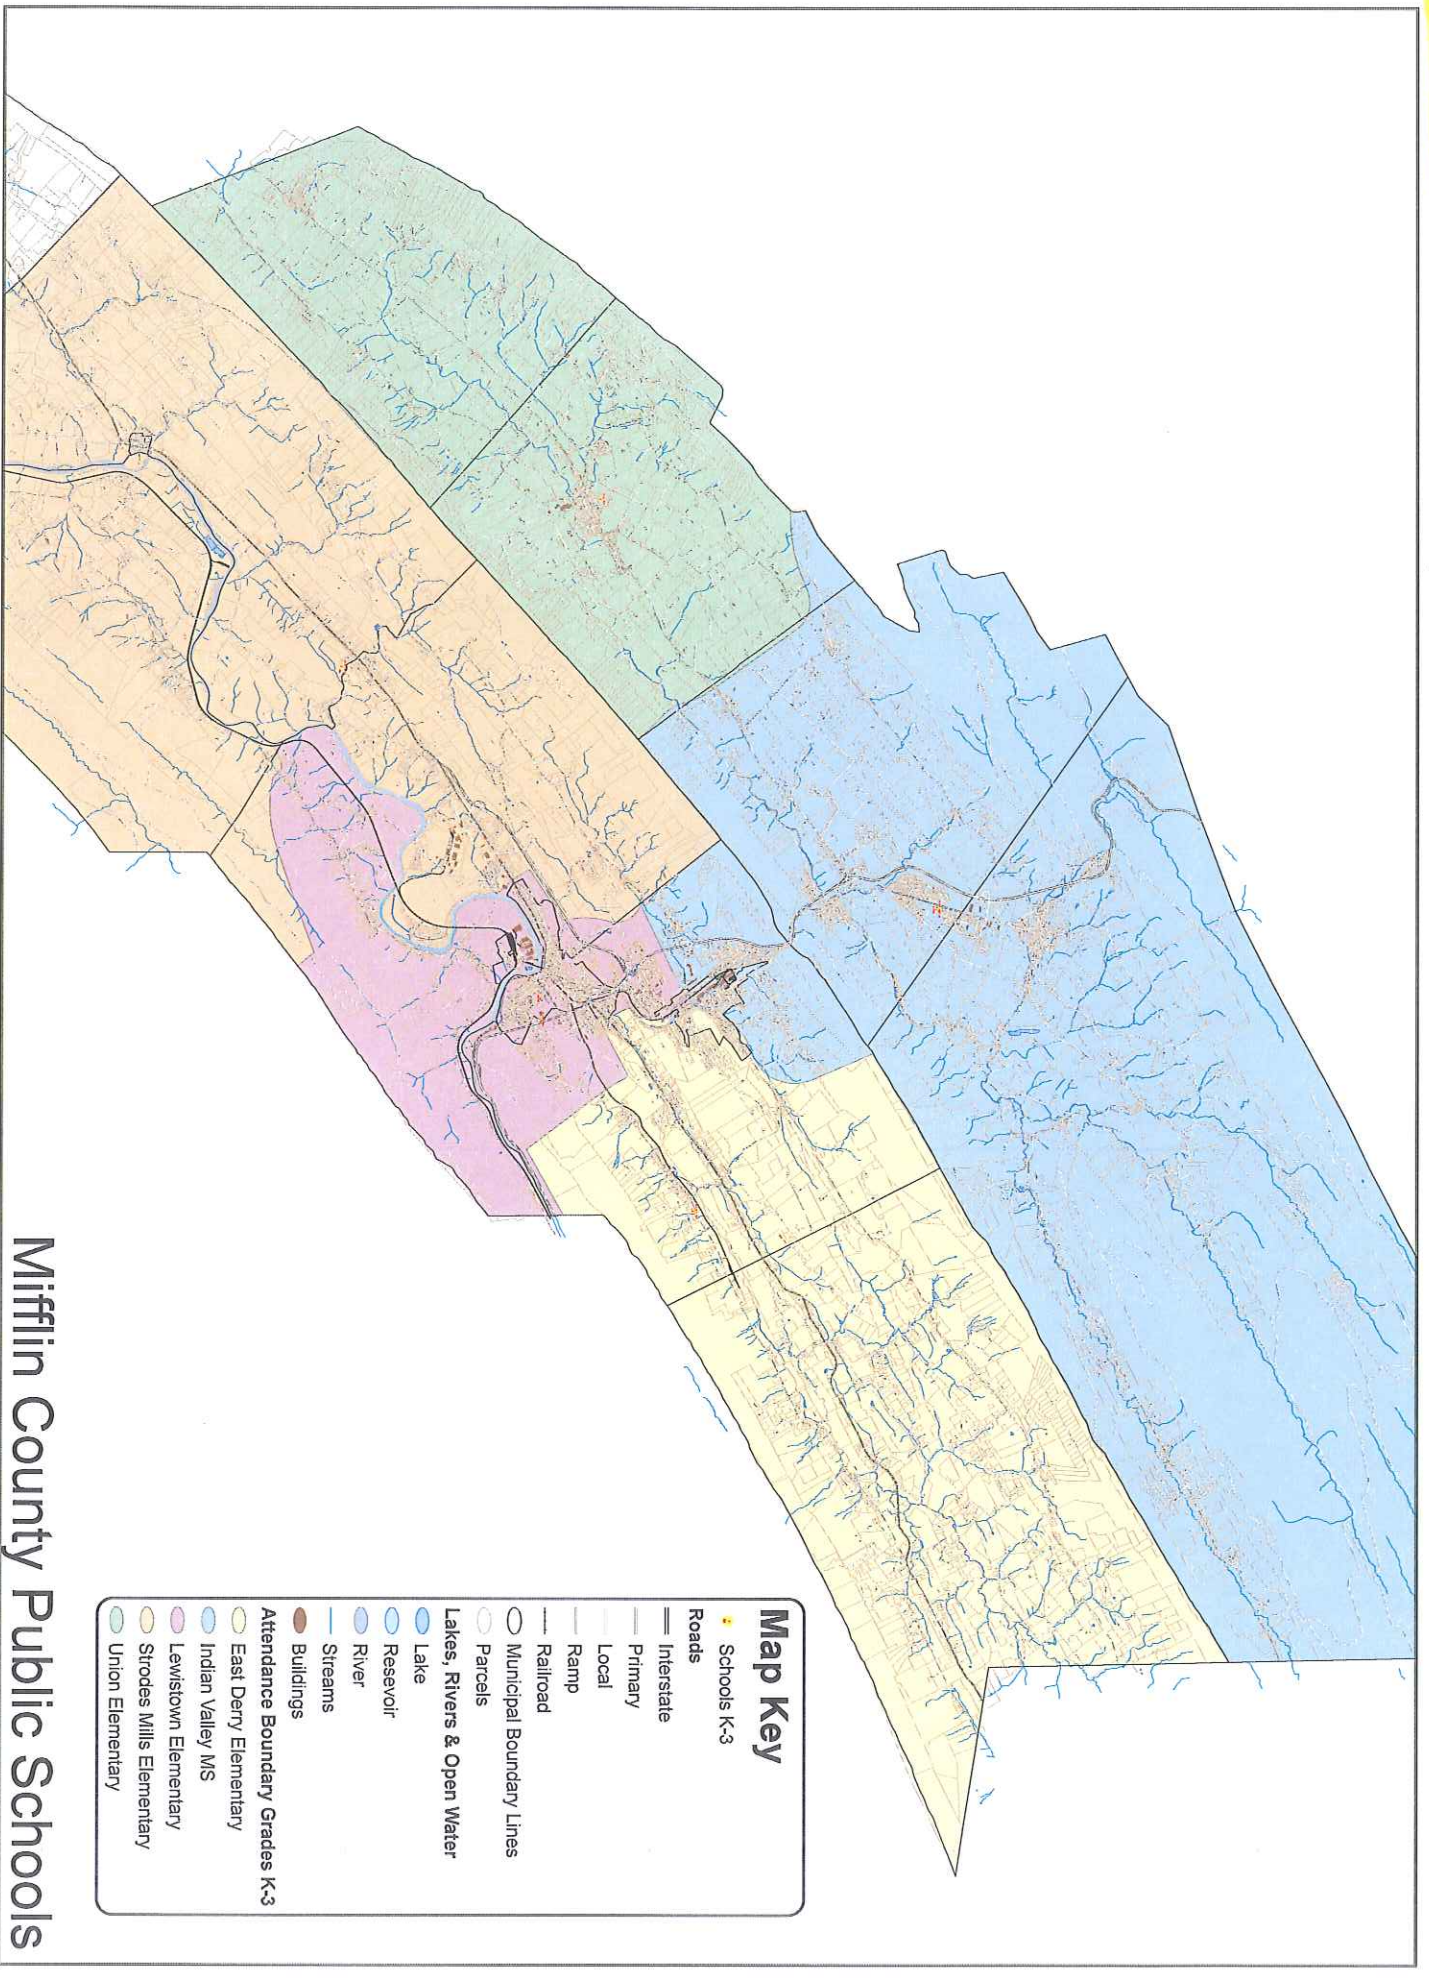 Map Key
Schools K-3
Roads
Interstate
Primary
Local
Ramp
Railroad
Municipal Boundary Lines
Parcels
Lakes, Rivers & Open Water
Lake
Resevoir
River
Streams
Buildings
Attendance Boundary Grades K-3
East Derry Elementary
Indian Valley MS
Lewistown Elementary
Strodes Mills Elementary
Union Elementary
Mifflin County Public Schools